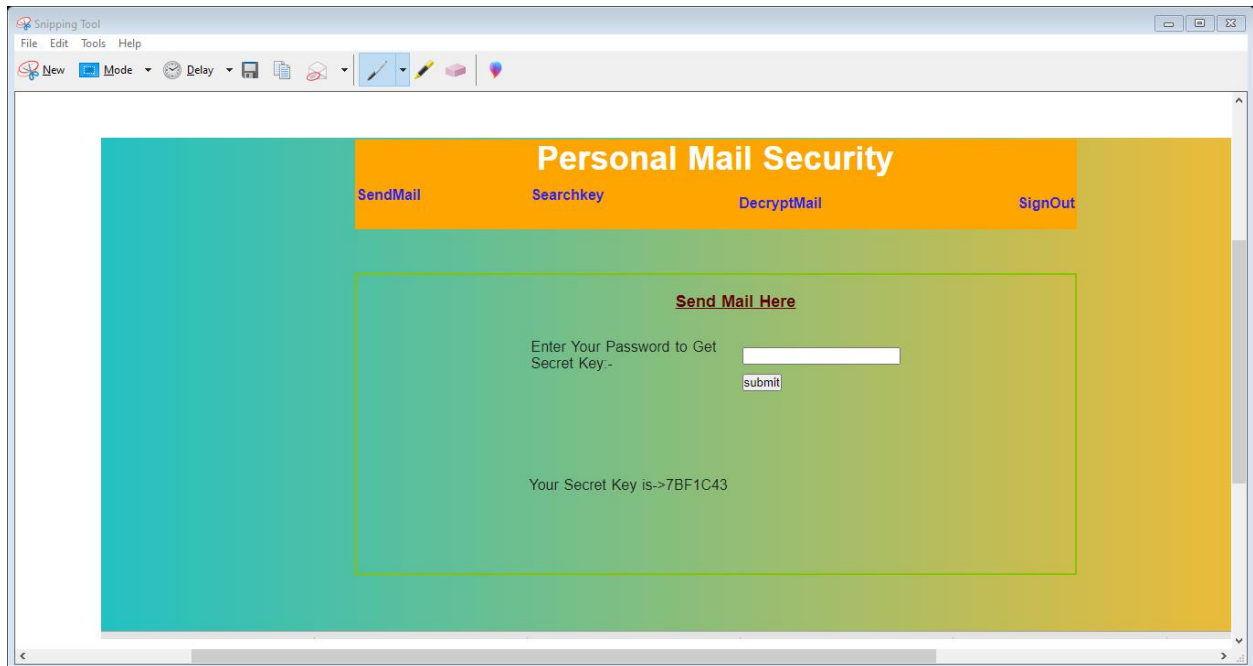 Snipping Tool
File Edit Tools Help
New Mode Delay
Personal Mail Security
SendMail Searchkey DecryptMail SignOut
Send Mail Here
Enter Your Password to Get
Secret Key:-
submit
Your Secret Key is->7BF1C43